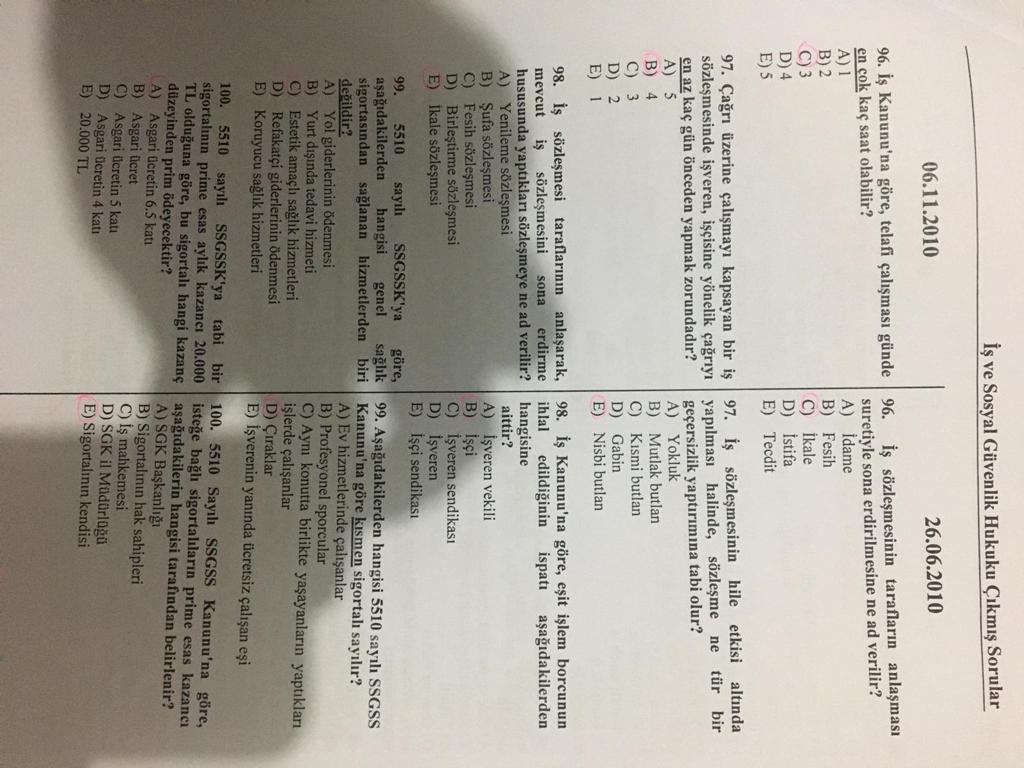 İş ve Sosyal Güvenlik Hukuku Çıkmış Sorular
06.11.2010
96. İş Kanunu'na göre, telafi çalışması günde
en çok kaç saat olabilir?
A) 1
B) 2
C) 3
D) 4
E) 5
97. Çağrı üzerine çalışmayı kapsayan bir iş
sözleşmesinde işveren, işçisine yönelik çağrıyı
en az kaç gün önceden yapmak zorundadır?
A) 5
B) 4
C) 3
D) 2
E) 1
98. İş sözleşmesi taraflarının anlaşarak,
mevcut iş sözleşmesini sona erdirme
hususunda yaptıkları sözleşmeye ne ad verilir?
A) Yenileme sözleşmesi
B) Şufa sözleşmesi
C) Fesih sözleşmesi
D) Birleştirme sözleşmesi
E) İkale sözleşmesi
99. 5510 sayılı SSGSSK'ya göre,
aşağıdakilerden hangisi genel sağlık
sigortasından sağlanan hizmetlerden biri
değildir?
A) Yol giderlerinin ödenmesi
B) Yurt dışında tedavi hizmeti
C) Estetik amaçlı sağlık hizmetleri
D) Refakatçi giderlerinin ödenmesi
E) Koruyucu sağlık hizmetleri
100. 5510 sayılı SSGSSK'ya tabi bir
sigortalının prime esas aylık kazancı 20.000
TL olduğuna göre, bu sigortalı hangi kazanç
düzeyinden prim ödeyecektir?
A) Asgari ücretin 6,5 katı
B) Asgari ücret
C) Asgari ücretin 5 katı
D) Asgari ücretin 4 katı
E) 20.000 TL
26.06.2010
96. İş sözleşmesinin tarafların anlaşması
suretiyle sona erdirilmesine ne ad verilir?
A) İdame
B) Fesih
C) İkale
D) İstifa
E) Tecdit
97. İş sözleşmesinin hile etkisi altında
yapılması halinde, sözleşme ne tür bir
geçersizlik yaptırımına tabi olur?
A) Yokluk
B) Mutlak butlan
C) Kısmi butlan
D) Gabin
E) Nisbi butlan
98. İş Kanunu'na göre, eşit işlem borcunun
ihlal edildiğinin ispatı aşağıdakilerden
hangisine
aittir?
A) İşveren vekili
B) İşçi
C) İşveren sendikası
D) İşveren
E) İşçi sendikası
99. Aşağıdakilerden hangisi 5510 sayılı SSGSS
Kanunu'na göre kısmen sigortalı sayılır?
A) Ev hizmetlerinde çalışanlar
B) Profesyonel sporcular
C) Aynı konutta birlikte yaşayanların yaptıkları
işlerde çalışanlar
D) Çıraklar
E) İşverenin yanında ücretsiz çalışan eşi
100. 5510 Sayılı SSGSS Kanunu'na göre,
isteğe bağlı sigortalıların prime esas kazancı
aşağıdakilerin hangisi tarafından belirlenir?
A) SGK Başkanlığı
B) Sigortalının hak sahipleri
C) İş mahkemesi
D) SGK il Müdürlüğü
E) Sigortalının kendisi